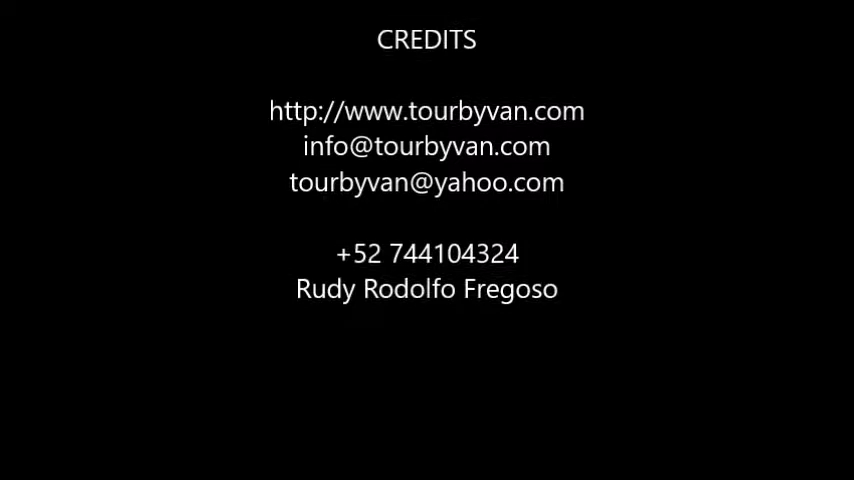 CREDITS
http://www.tourbyvan.com
info@tourbyvan.com
tourbyvan@yahoo.com
+52 744104324
Rudy Rodolfo Fregoso